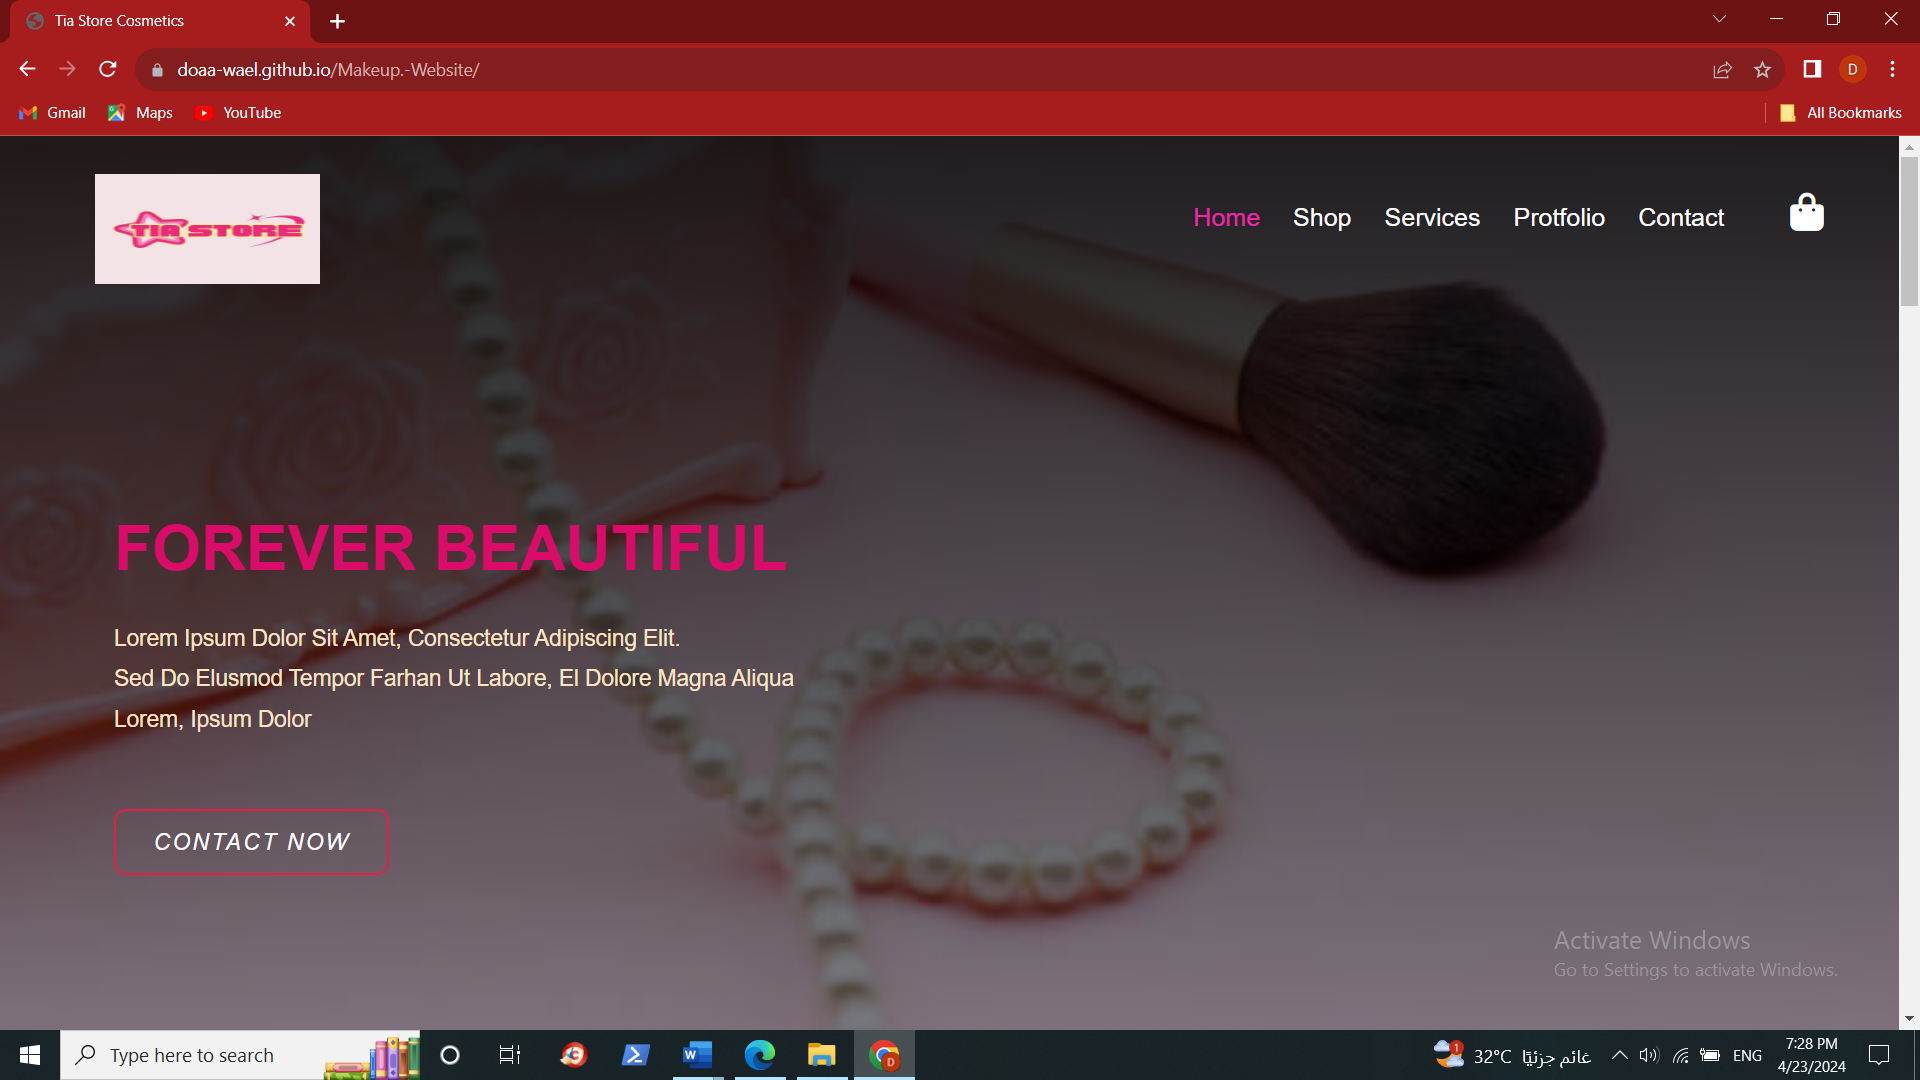 Tia Store Cosmetics
doaa-wael.github.io/Makeup.-Website/
D
Gmail
Maps
YouTube
All Bookmarks
TIA STORE
Home
Shop
Services
Protfolio
Contact
FOREVER BEAUTIFUL
Lorem Ipsum Dolor Sit Amet, Consectetur Adipiscing Elit.
Sed Do EIusmod Tempor Farhan Ut Labore, El Dolore Magna Aliqua
Lorem, Ipsum Dolor
CONTACT NOW
Activate Windows
Go to Settings to activate Windows.
Type here to search
W
D
1
32°C غائم جزئيًا
ENG
7:28 PM
4/23/2024